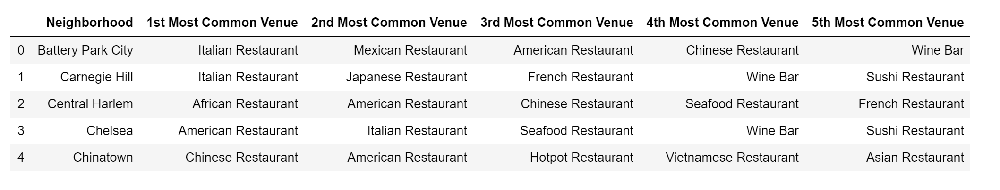 Neighborhood 1st Most Common Venue 2nd Most Common Venue 3rd Most Common Venue 4th Most Common Venue 5th Most Common Venue
0 Battery Park City Italian Restaurant Mexican Restaurant American Restaurant Chinese Restaurant Wine Bar
1 Carnegie Hill Italian Restaurant Japanese Restaurant French Restaurant Wine Bar Sushi Restaurant
2 Central Harlem African Restaurant American Restaurant Chinese Restaurant Seafood Restaurant French Restaurant
3 Chelsea American Restaurant Italian Restaurant Seafood Restaurant Wine Bar Sushi Restaurant
4 Chinatown Chinese Restaurant American Restaurant Hotpot Restaurant Vietnamese Restaurant Asian Restaurant